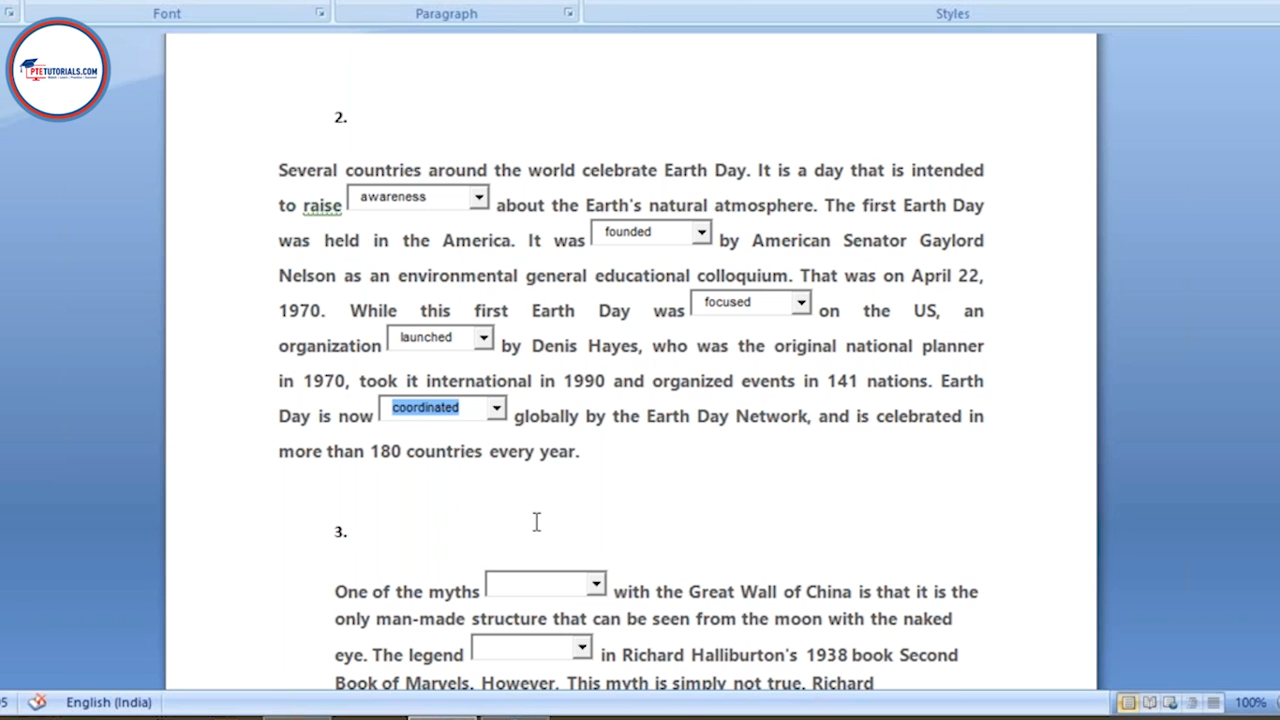 Font Paragraph Styles
PTETUTORIALS.COM
2.
Several countries around the world celebrate Earth Day. It is a day that is intended
to raise awareness about the Earth's natural atmosphere. The first Earth Day
was held in the America. It was founded by American Senator Gaylord
Nelson as an environmental general educational colloquium. That was on April 22,
1970. While this first Earth Day was focused on the US, an
organization launched by Denis Hayes, who was the original national planner
in 1970, took it international in 1990 and organized events in 141 nations. Earth
Day is now coordinated globally by the Earth Day Network, and is celebrated in
more than 180 countries every year.
3.
One of the myths with the Great Wall of China is that it is the
only man-made structure that can be seen from the moon with the naked
eye. The legend in Richard Halliburton's 1938 book Second
Book of Marvels. However, This myth is simply not true. Richard
English (India) 100%